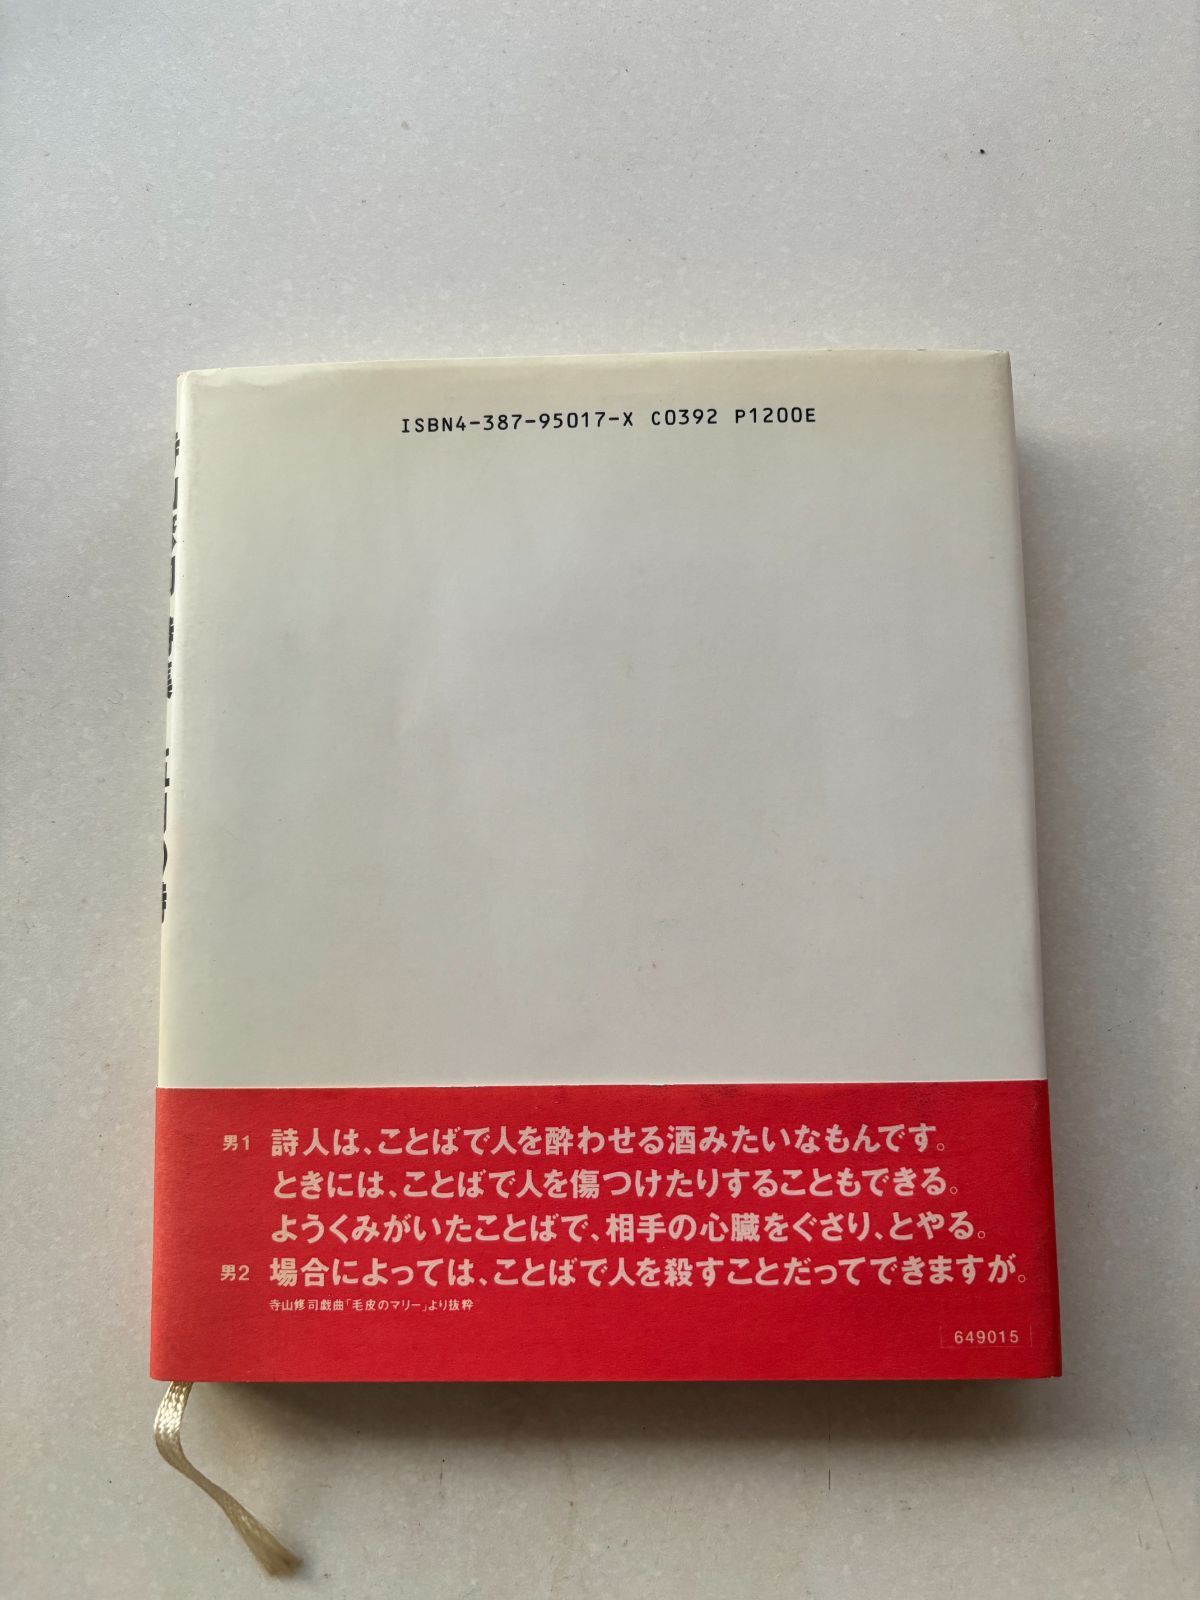 ISBN4-387-95017-X C0392 P1200E
男1 詩人は、ことばで人を酔わせる酒みたいなもんです。
ときには、ことばで人を傷つけたりすることもできる。
ようくみがいたことばで、相手の心臓をぐさり、とやる。
男2 場合によっては、ことばで人を殺すことだってできますが。
寺山修司戯曲「毛皮のマリー」より抜粋
649015